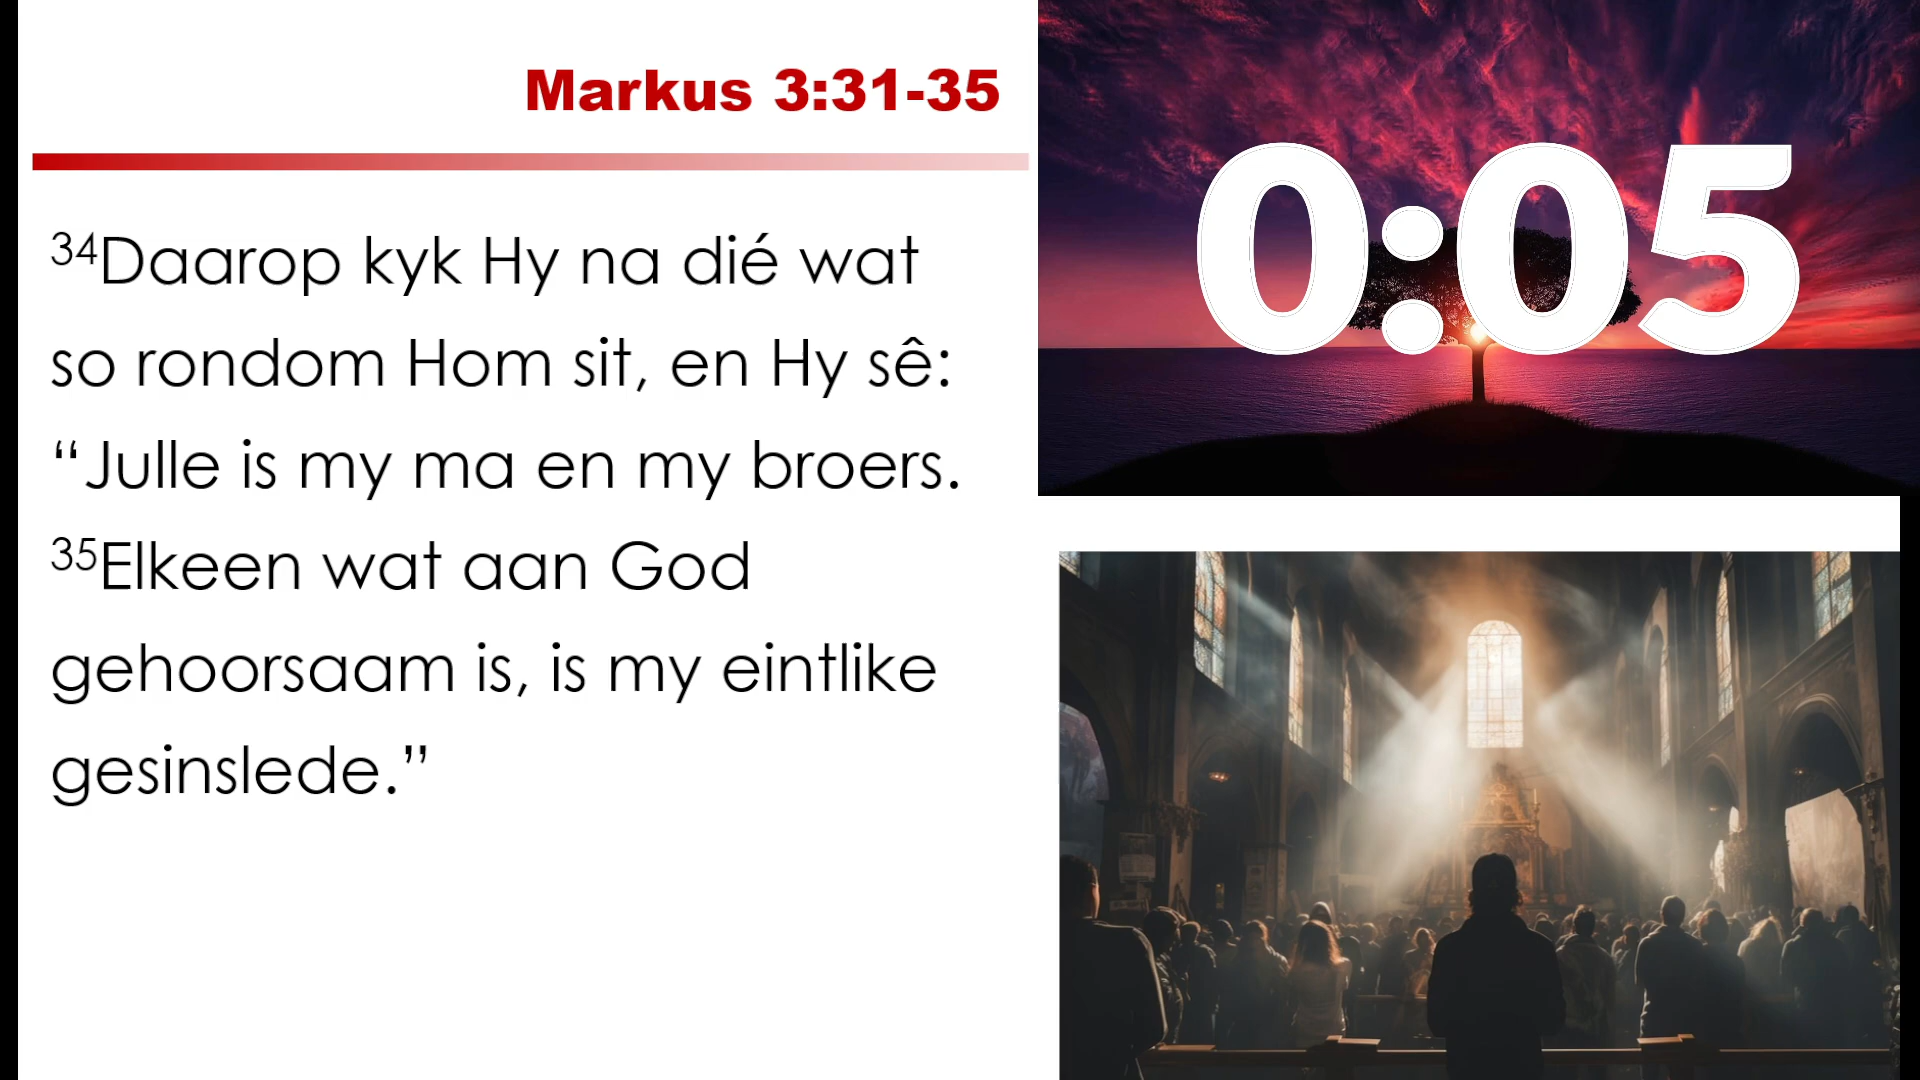 Markus 3:31-35
0:05
³⁴Daarop kyk Hy na dié wat
so rondom Hom sit, en Hy sê:
“Julle is my ma en my broers.
³⁵Elkeen wat aan God
gehoorsaam is, is my eintlike
gesinslede.”